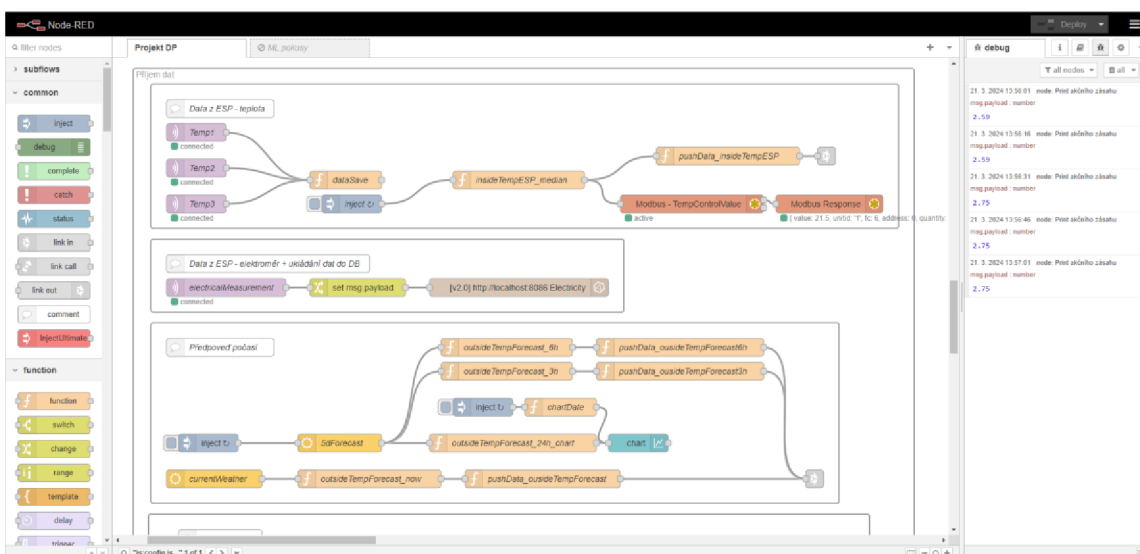 Node-RED
Deploy
filter nodes
Projekt DP
ML pokusy
debug
subflows
common
inject
debug
complete
catch
status
link in
link call
link out
comment
InjectUltimate
function
function
switch
change
range
template
delay
trigger
Příjem dat
Data z ESP - teplota
Temp1
connected
Temp2
connected
Temp3
connected
dataSave
inject ↻
insideTempESP_median
pushData_insideTempESP
Modbus - TempControlValue
active
Modbus Response
{ value: 21.5, unitid: "1", fc: 6, address: 0, quantity:
Data z ESP - elektroměr + ukládání dat do DB
electricalMeasurement
connected
set msg.payload
[v2.0] http://localhost:8086 Electricity
Předpověď počasí
outsideTempForecast_6h
pushData_ousideTempForecast6h
outsideTempForecast_3h
pushData_ousideTempForecast3h
inject ↻
chartDate
inject ↻
5dForecast
outsideTempForecast_24h_chart
chart
currentWeather
outsideTempForecast_now
pushData_ousideTempForecast
all nodes
all
21. 3. 2024 13:56:01 node: Print akčního zásahu
msg.payload : number
2.59
21. 3. 2024 13:56:16 node: Print akčního zásahu
msg.payload : number
2.59
21. 3. 2024 13:56:31 node: Print akčního zásahu
msg.payload : number
2.75
21. 3. 2024 13:56:46 node: Print akčního zásahu
msg.payload : number
2.75
21. 3. 2024 13:57:01 node: Print akčního zásahu
msg.payload : number
2.75
1 of 1